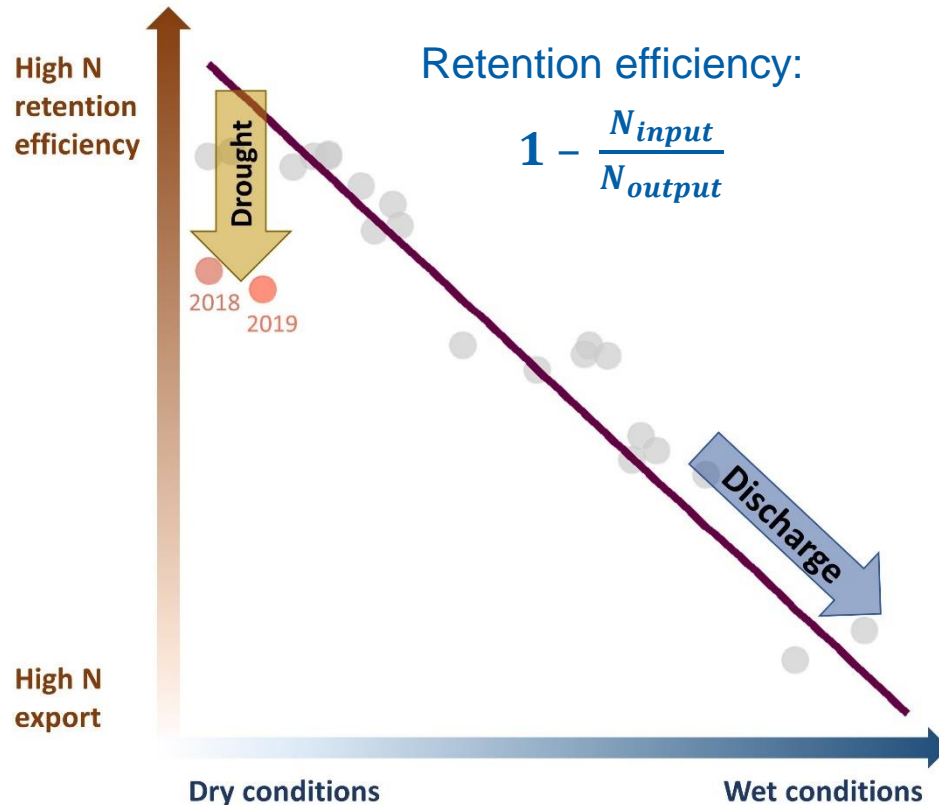 High N
retention
efficiency
Retention efficiency:
1 – N_input / N_output
Drought
2018
2019
Discharge
High N
export
Dry conditions
Wet conditions